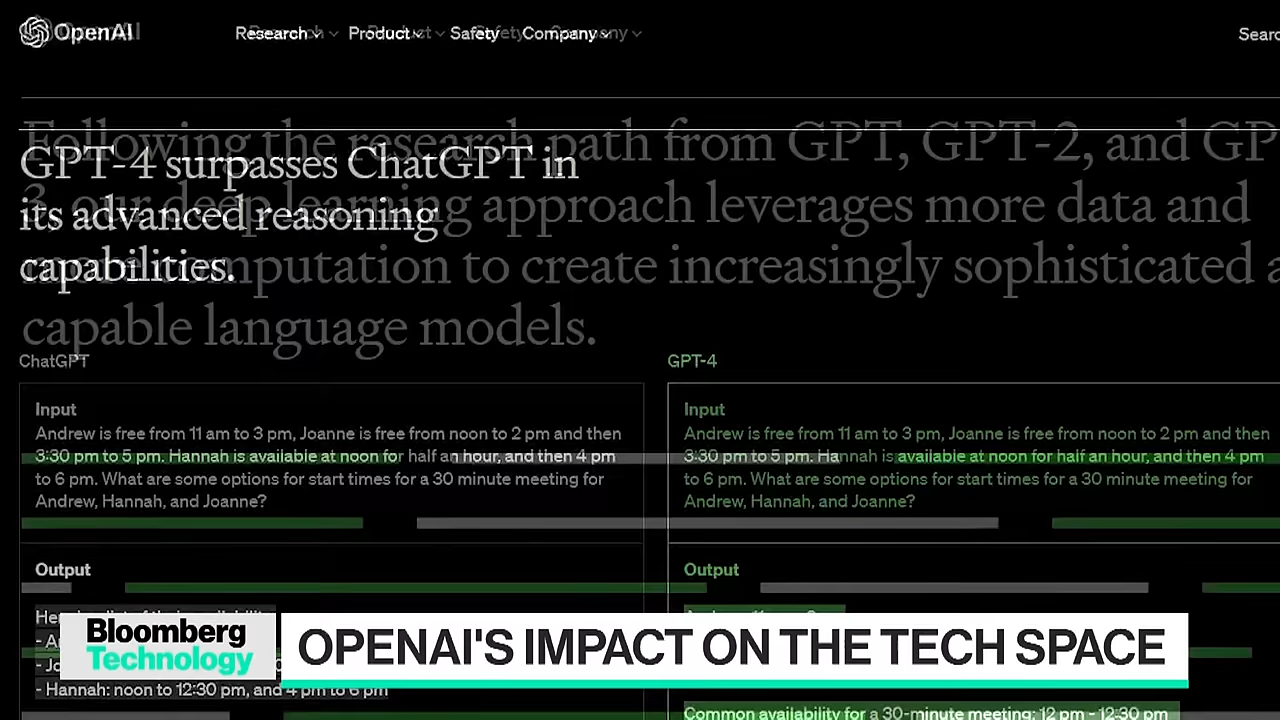 OpenAI
Research Product Safety Company
Following the research path from GPT, GPT-2, and
GPT-4 surpasses ChatGPT in
its advanced reasoning
capabilities.
3, our deep learning approach leverages more data and
computation to create increasingly sophisticated
capable language models.
ChatGPT
Input
Andrew is free from 11 am to 3 pm, Joanne is free from noon to 2 pm and then
3:30 pm to 5 pm. Hannah is available at noon for half an hour, and then 4 pm
to 6 pm. What are some options for start times for a 30 minute meeting for
Andrew, Hannah, and Joanne?
Output
- Hannah: noon to 12:30 pm, and 4 pm to 6 pm
GPT-4
Input
Andrew is free from 11 am to 3 pm, Joanne is free from noon to 2 pm and then
3:30 pm to 5 pm. Hannah is available at noon for half an hour, and then 4 pm
to 6 pm. What are some options for start times for a 30 minute meeting for
Andrew, Hannah, and Joanne?
Output
Common availability for a 30-minute meeting: 12 pm - 12:30 pm
Bloomberg
Technology
OPENAI'S IMPACT ON THE TECH SPACE